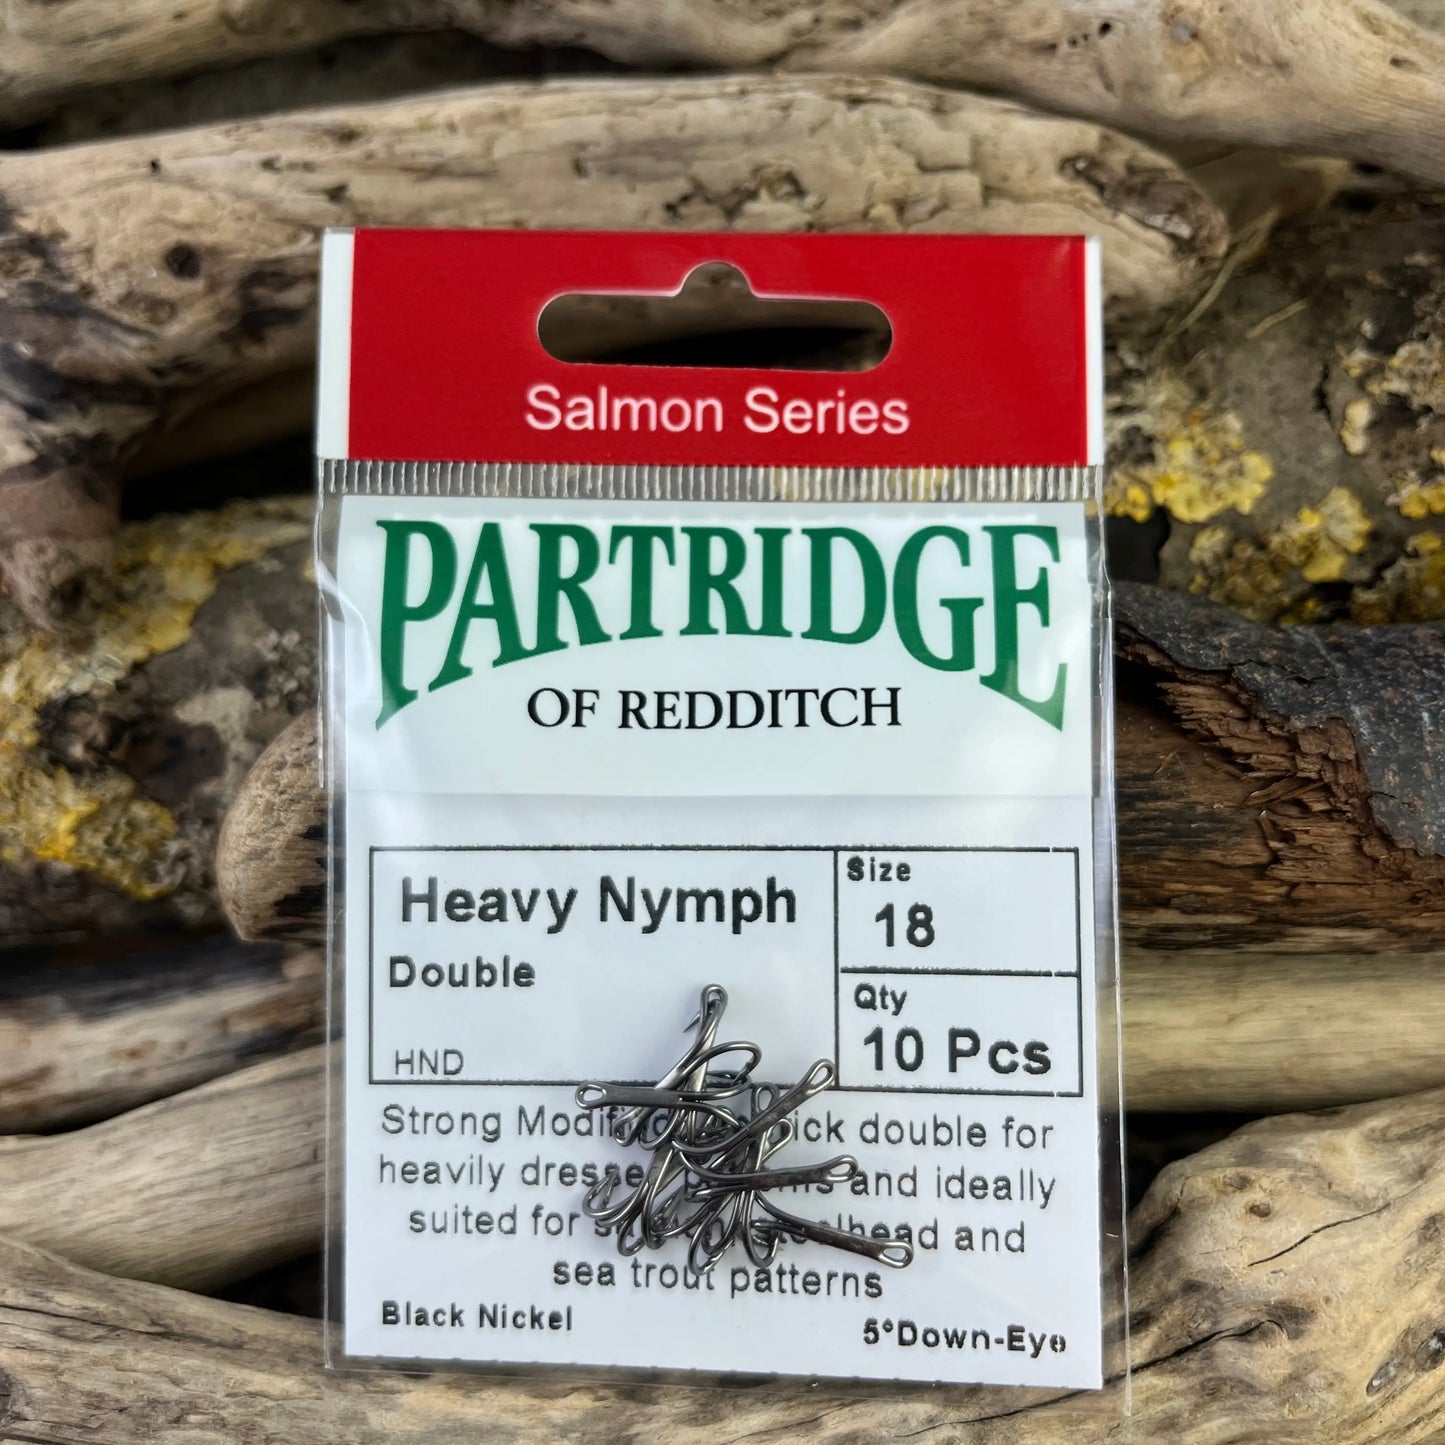 Salmon Series
PARTRIDGE
OF REDDITCH
Heavy Nymph
Double
HND
Size
18
Qty
10 Pcs
Strong double for
heavily and ideally
suited for and
sea trout patterns
Black Nickel
5°Down-Eye